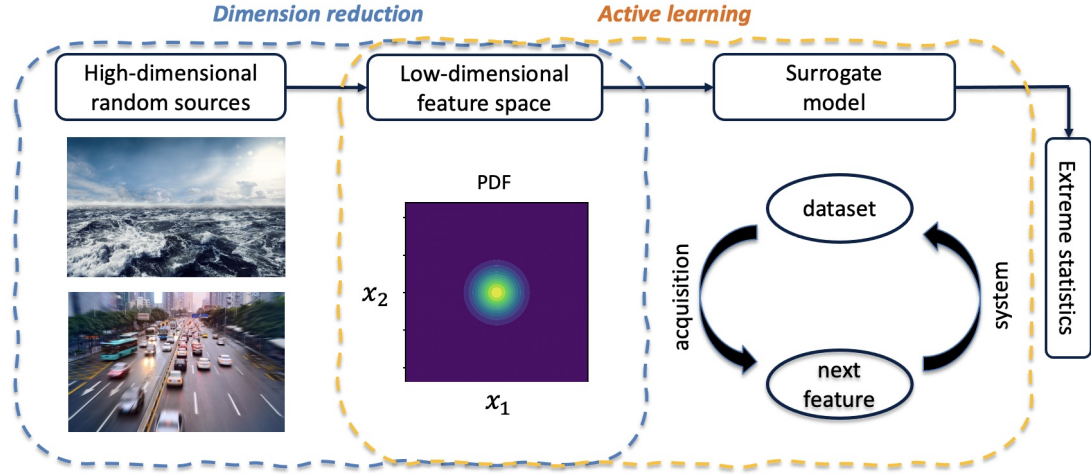 Dimension reduction
Active learning
High-dimensional
random sources
Low-dimensional
feature space
Surrogate
model
Extreme statistics
PDF
x₂
x₁
dataset
acquisition
system
next
feature